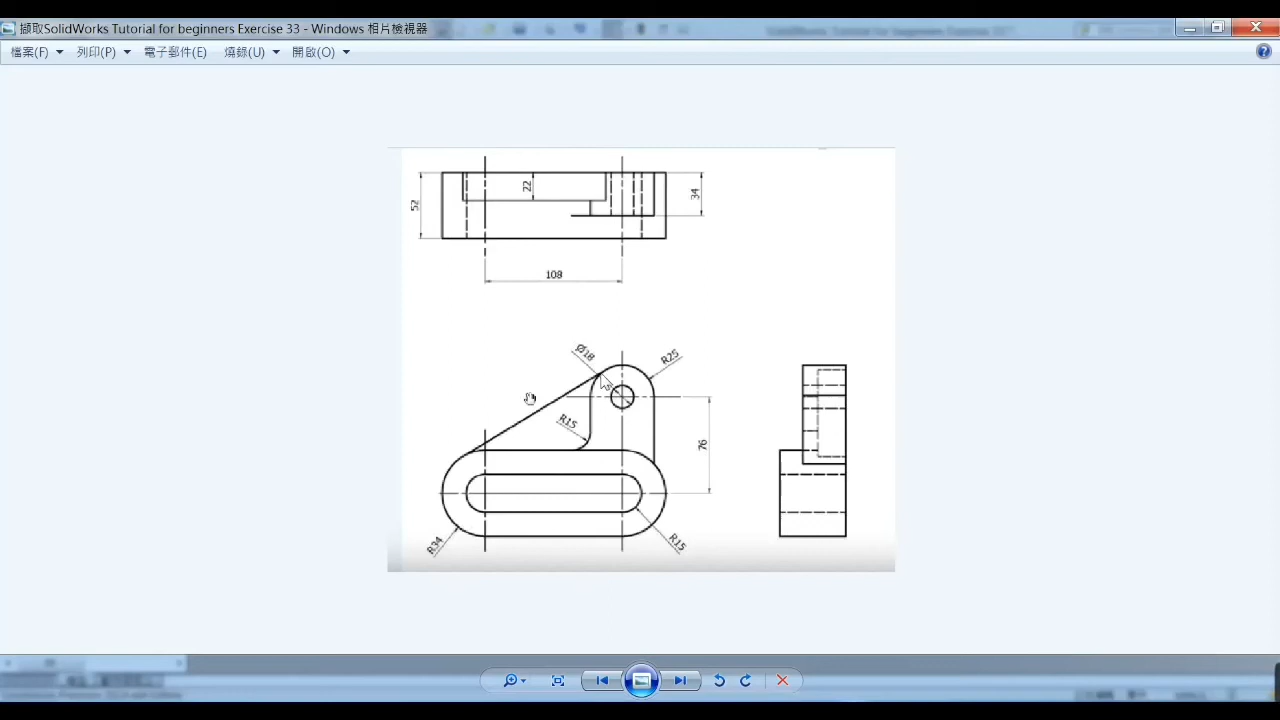 擷取SolidWorks Tutorial for beginners Exercise 33 - Windows 相片檢視器
檔案(F) 列印(P) 電子郵件(E) 燒錄(U) 開啟(O)
52
22
34
108
Ø18
R25
R15
76
R34
R15